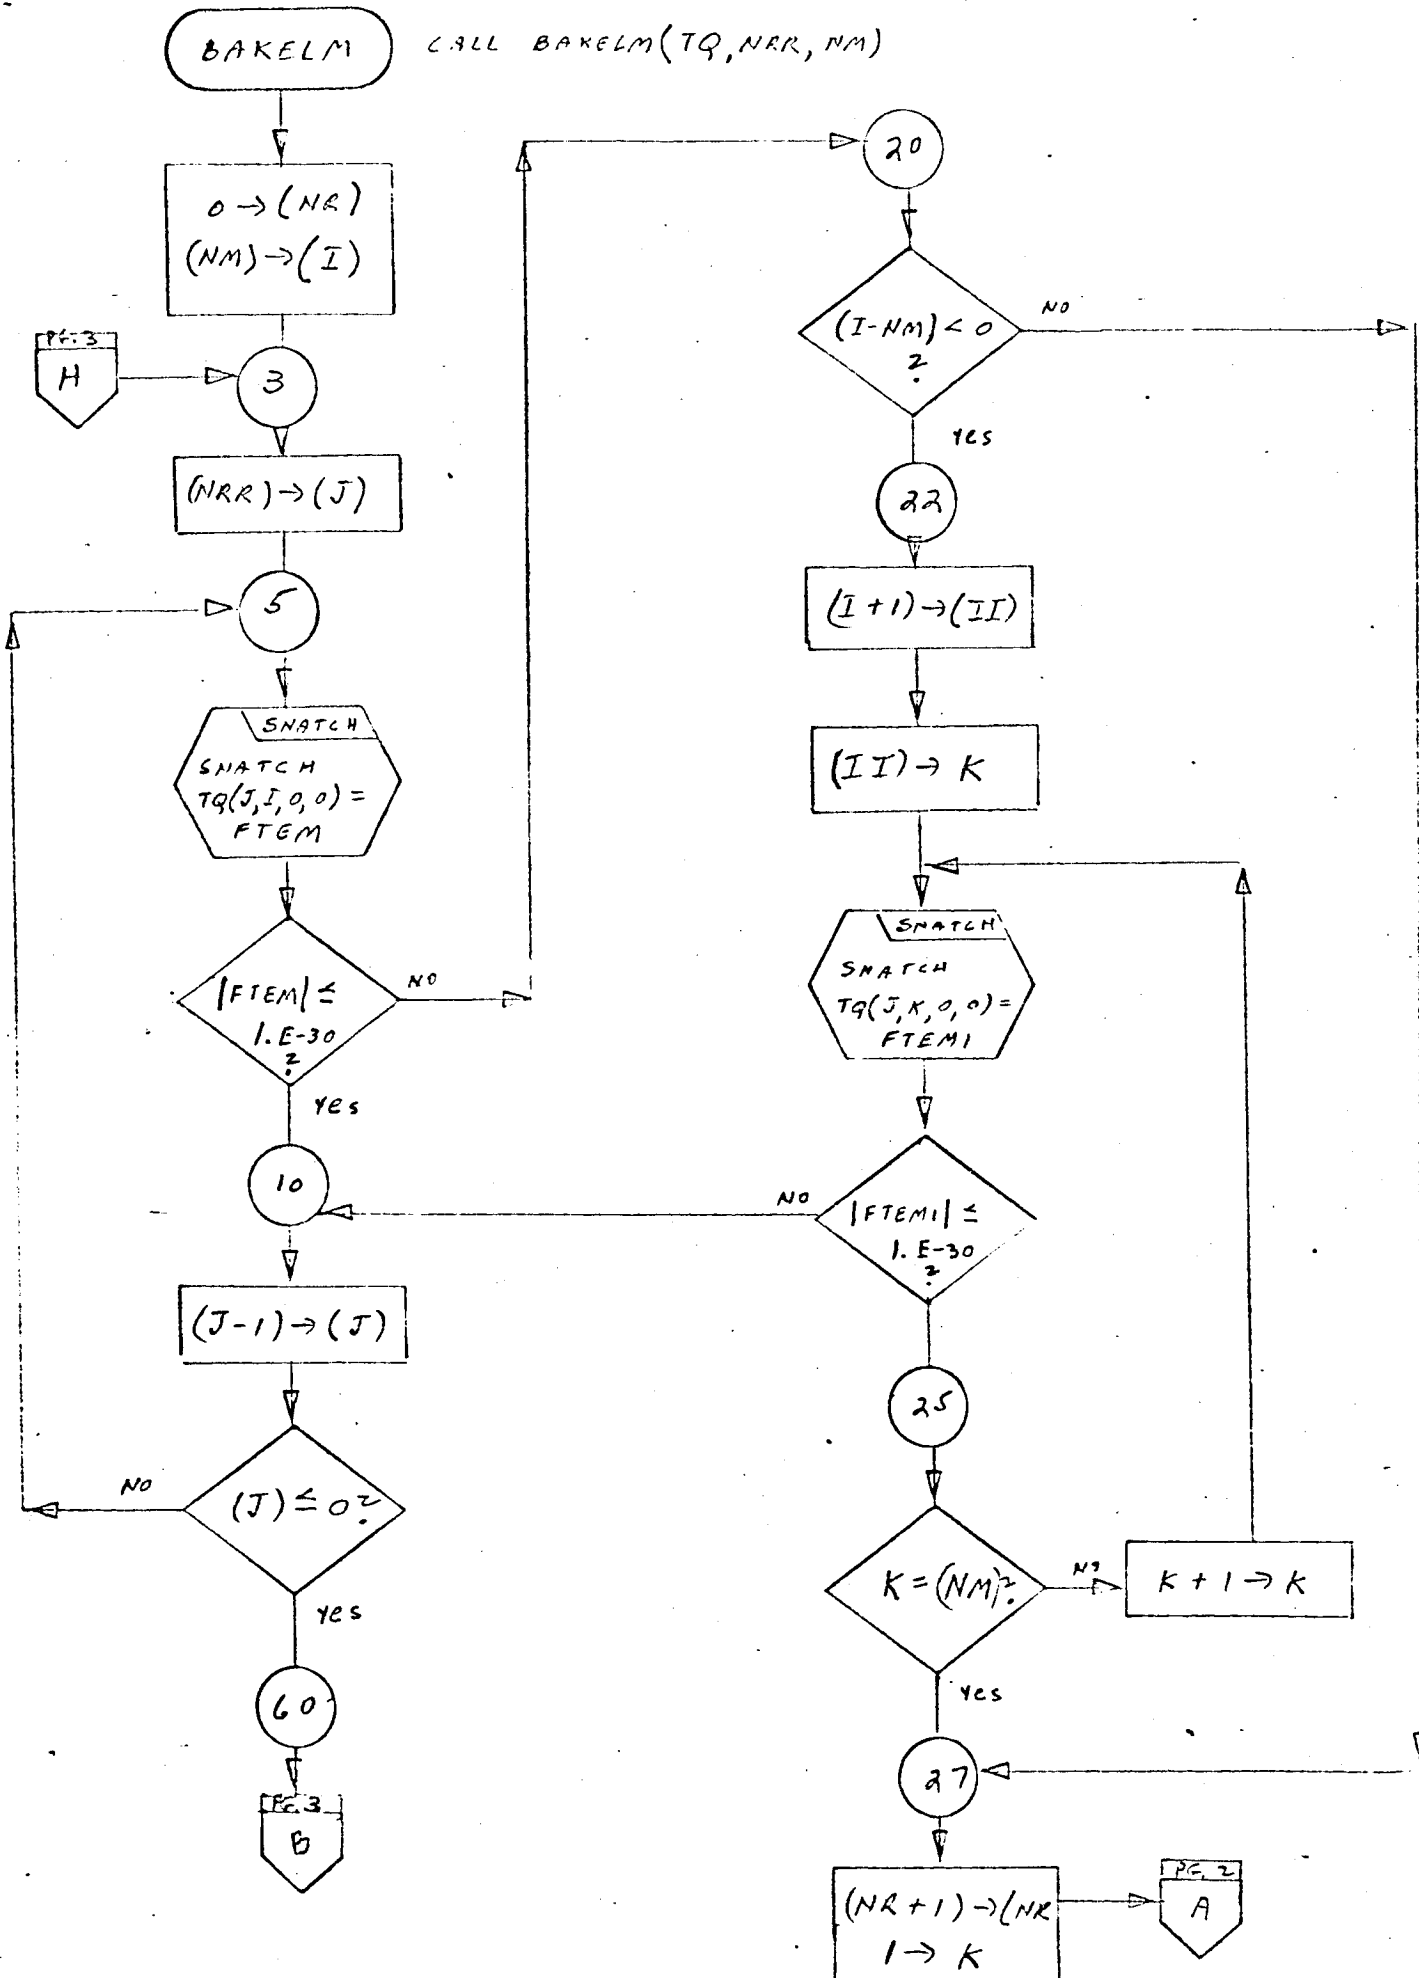 BAKELM
CALL BAKELM(TQ, NRR, NM)
0 → (NR)
(NM) → (I)
PG. 3
H
3
(NRR) → (J)
5
SNATCH
SNATCH
TQ(J, I, 0, 0) =
FTEM
|FTEM| ≤
1. E-30
?
NO
YES
10
(J-1) → (J)
(J) ≤ 0?
NO
YES
60
PG. 3
B
20
(I-NM) < 0
?
NO
YES
22
(I + 1) → (II)
(II) → K
SNATCH
SNATCH
TQ(J, K, 0, 0) =
FTEM1
|FTEM1| ≤
1. E-30
?
NO
25
K = (NM)?
NO
K + 1 → K
YES
27
(NR + 1) → (NR
1 → K
PG. 2
A